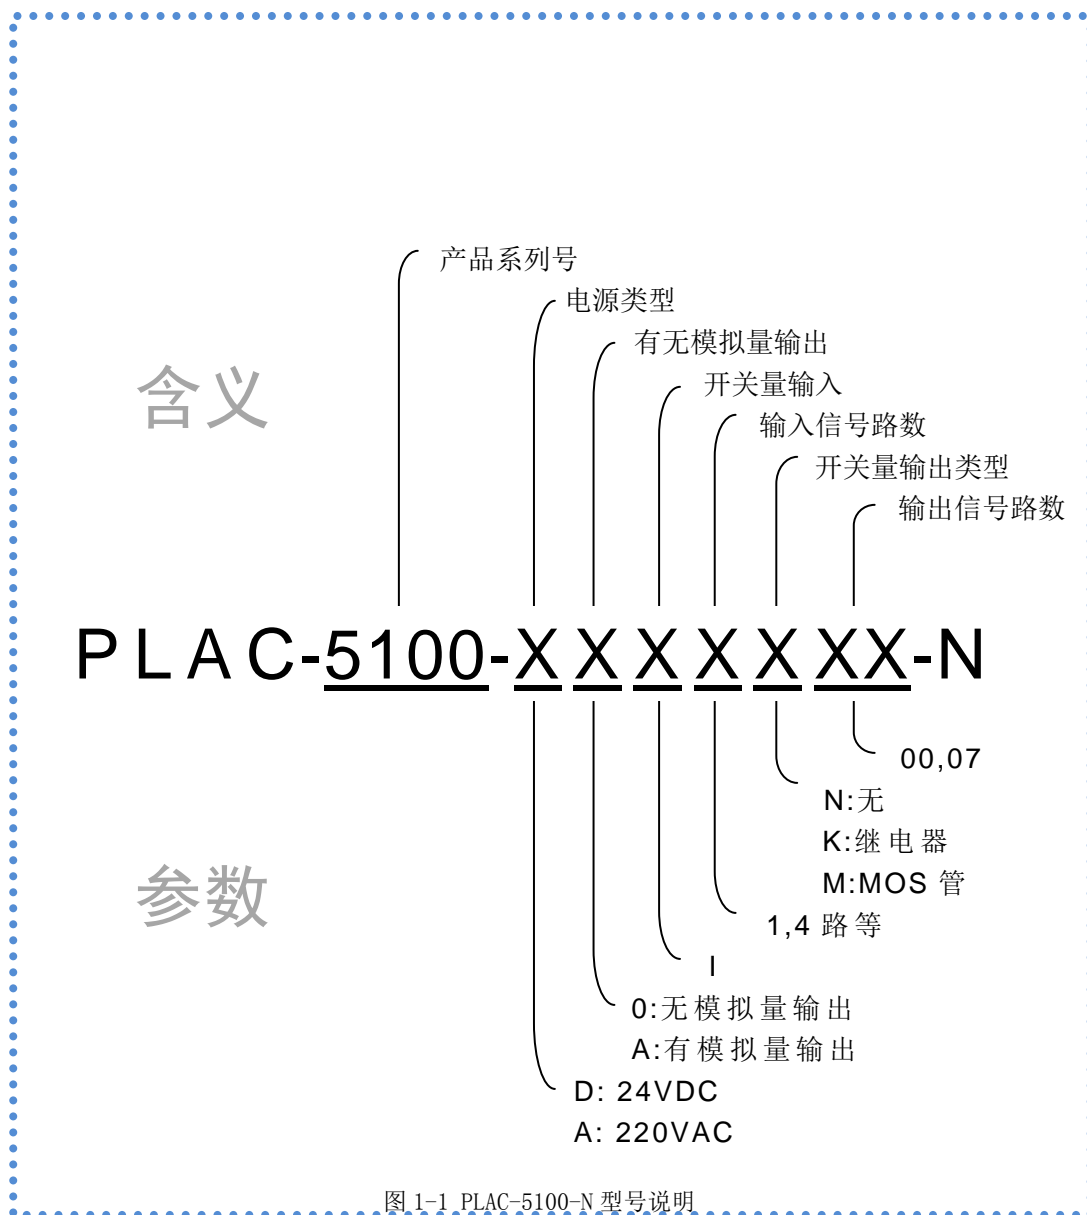 产品系列号
电源类型
有无模拟量输出
含义
开关量输入
输入信号路数
开关量输出类型
输出信号路数
PLAC-5100-XXXXXXX-N
00,07
N:无
K:继电器
M:MOS 管
参数
1,4 路等
I
0:无模拟量输出
A:有模拟量输出
D: 24VDC
A: 220VAC
图 1-1 PLAC-5100-N 型号说明